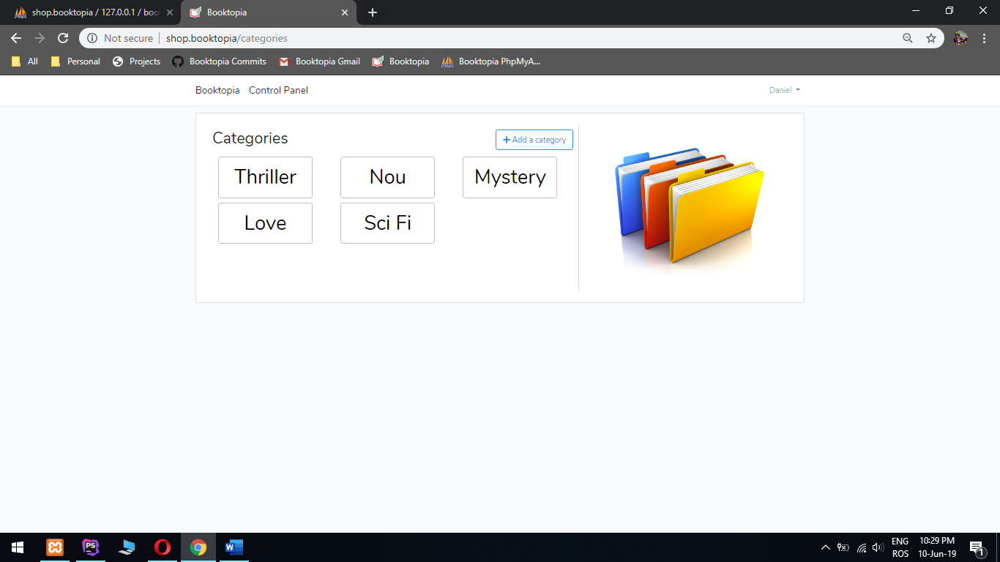 shop.booktopia / 127.0.0.1 / boo
Booktopia
Not secure
shop.booktopia/categories
All
Personal
Projects
Booktopia Commits
Booktopia Gmail
Booktopia
Booktopia PhpMyA...
Booktopia
Control Panel
Daniel
Categories
+ Add a category
Thriller
Nou
Mystery
Love
Sci Fi
PS
W
ENG
10:29 PM
ROS
10-Jun-19
1